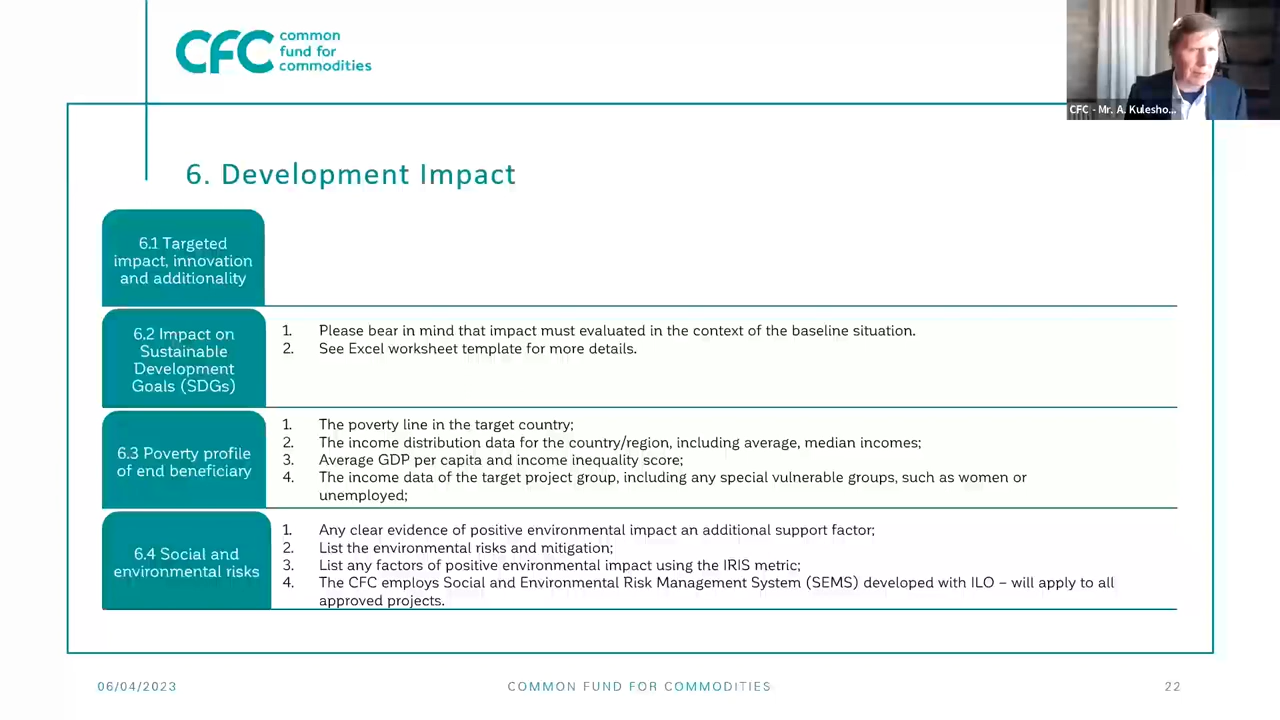 CFC common
fund for
commodities
CFC - Mr. A. Kulesho...
6. Development Impact
6.1 Targeted
impact, innovation
and additionality
6.2 Impact on
Sustainable
Development
Goals (SDGs)
1. Please bear in mind that impact must evaluated in the context of the baseline situation.
2. See Excel worksheet template for more details.
6.3 Poverty profile
of end beneficiary
1. The poverty line in the target country;
2. The income distribution data for the country/region, including average, median incomes;
3. Average GDP per capita and income inequality score;
4. The income data of the target project group, including any special vulnerable groups, such as women or
unemployed;
6.4 Social and
environmental risks
1. Any clear evidence of positive environmental impact an additional support factor;
2. List the environmental risks and mitigation;
3. List any factors of positive environmental impact using the IRIS metric;
4. The CFC employs Social and Environmental Risk Management System (SEMS) developed with ILO – will apply to all
approved projects.
06/04/2023
COMMON FUND FOR COMMODITIES
22